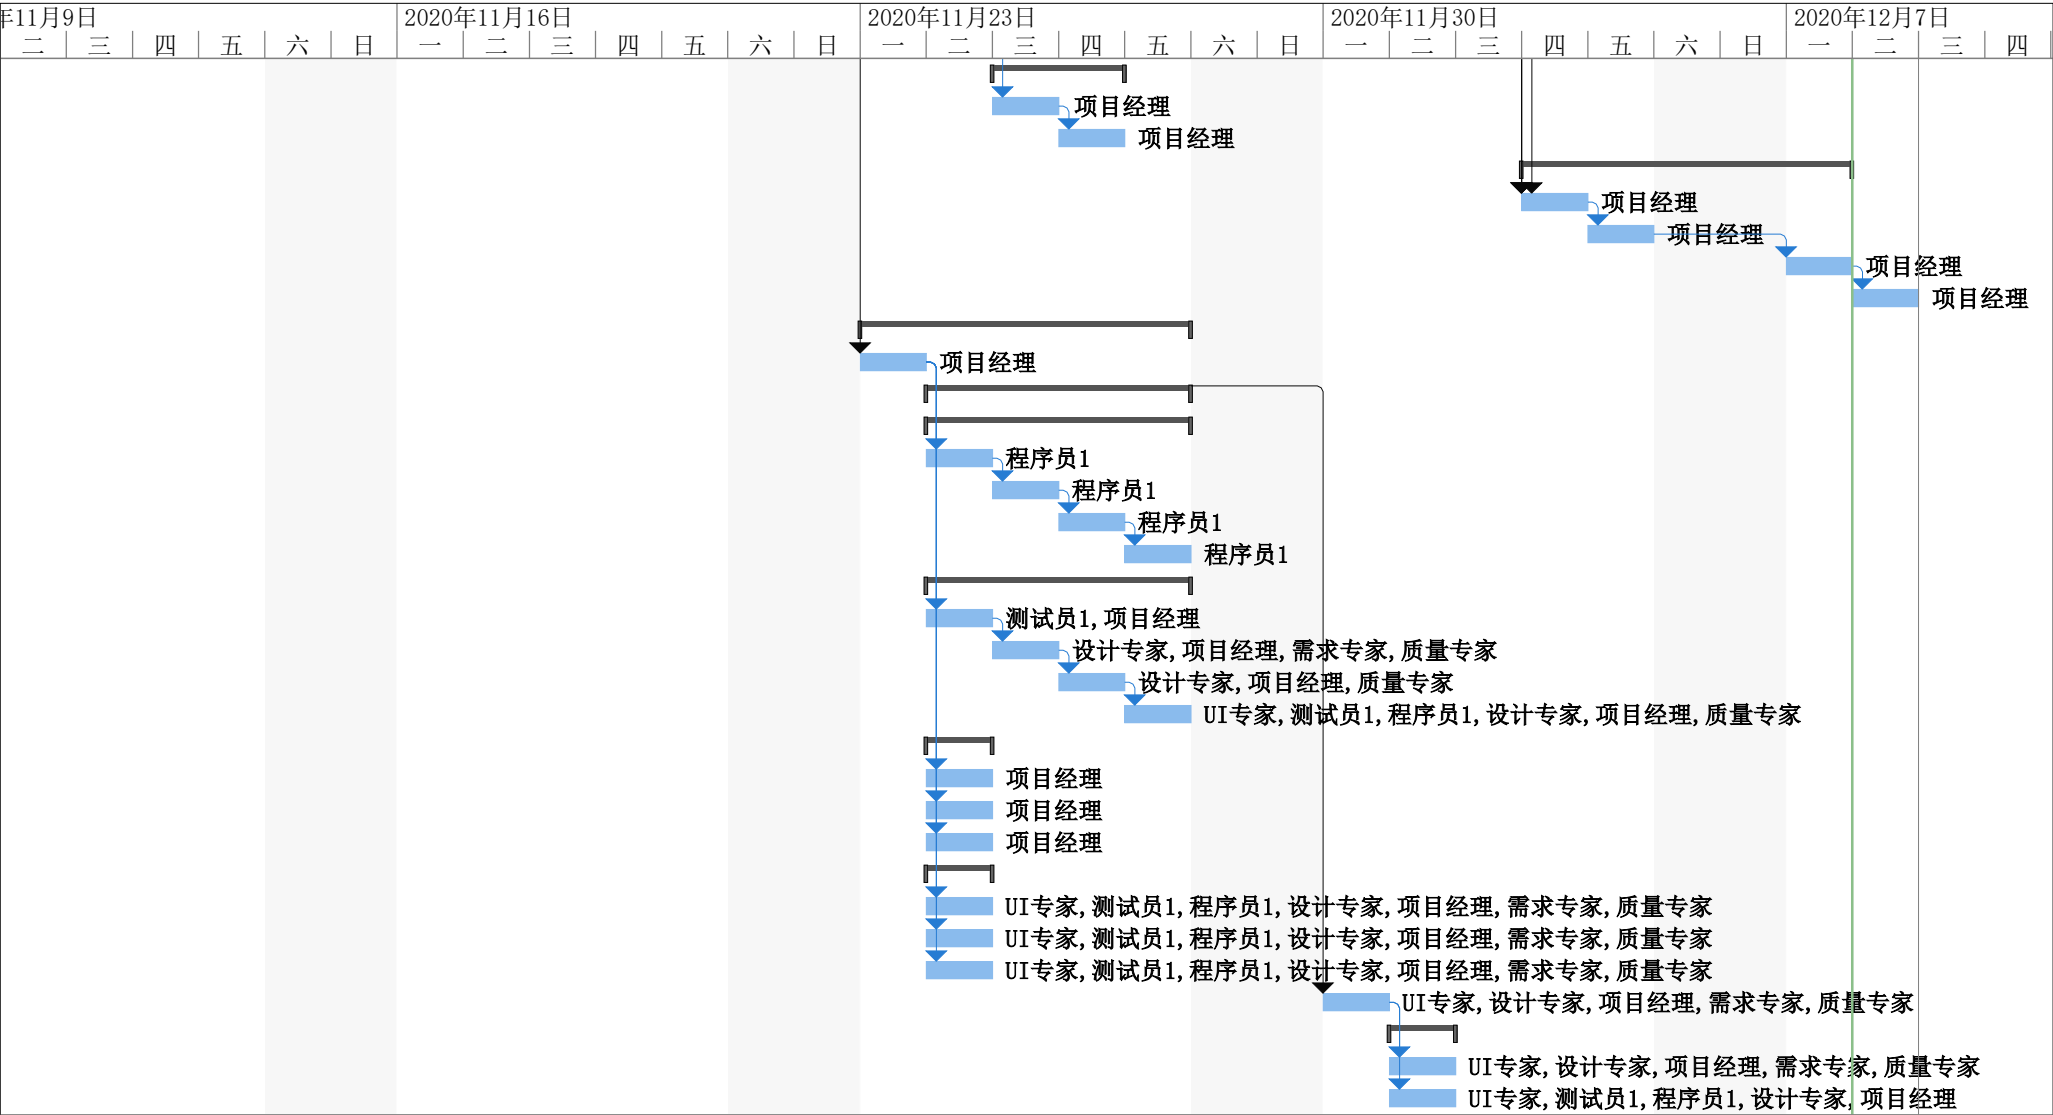 年11月9日 2020年11月16日 2020年11月23日 2020年11月30日 2020年12月7日
二 三 四 五 六 日 一 二 三 四 五 六 日 一 二 三 四 五 六 日 一 二 三 四 五 六 日 一 二 三 四
项目经理
项目经理
项目经理
项目经理
项目经理
项目经理
项目经理
程序员1
程序员1
程序员1
程序员1
测试员1,项目经理
设计专家,项目经理,需求专家,质量专家
设计专家,项目经理,质量专家
UI专家,测试员1,程序员1,设计专家,项目经理,质量专家
项目经理
项目经理
项目经理
UI专家,测试员1,程序员1,设计专家,项目经理,需求专家,质量专家
UI专家,测试员1,程序员1,设计专家,项目经理,需求专家,质量专家
UI专家,测试员1,程序员1,设计专家,项目经理,需求专家,质量专家
UI专家,设计专家,项目经理,需求专家,质量专家
UI专家,设计专家,项目经理,需求专家,质量专家
UI专家,测试员1,程序员1,设计专家,项目经理